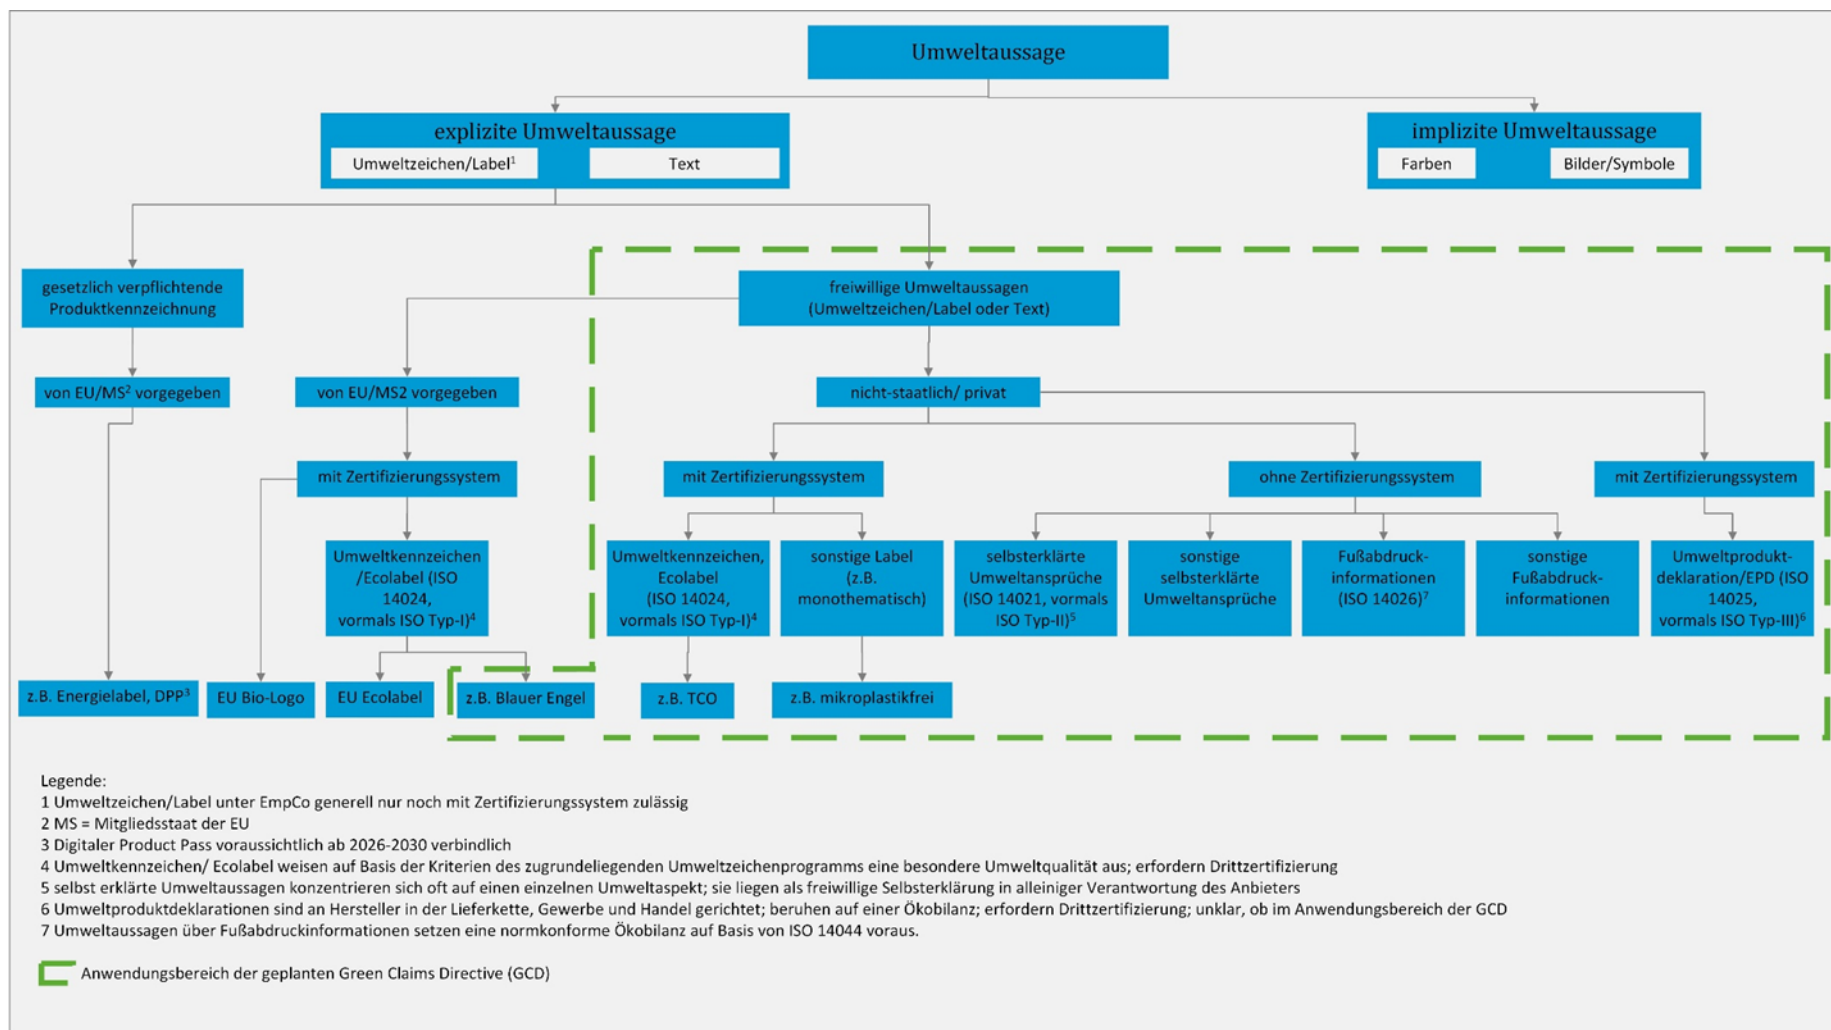 Umweltaussage
explizite Umweltaussage
Umweltzeichen/Label¹
Text
implizite Umweltaussage
Farben
Bilder/Symbole
gesetzlich verpflichtende
Produktkennzeichnung
freiwillige Umweltaussagen
(Umweltzeichen/Label oder Text)
von EU/MS² vorgegeben
von EU/MS2 vorgegeben
nicht-staatlich/ privat
mit Zertifizierungssystem
mit Zertifizierungssystem
ohne Zertifizierungssystem
mit Zertifizierungssystem
Umweltkennzeichen
/Ecolabel (ISO
14024,
vormals ISO Typ-I)⁴
Umweltkennzeichen,
Ecolabel
(ISO 14024,
vormals ISO Typ-I)⁴
sonstige Label
(z.B.
monothematisch)
selbsterklärte
Umweltansprüche
(ISO 14021, vormals
ISO Typ-II)⁵
sonstige
selbsterklärte
Umweltansprüche
Fußabdruck-
informationen
(ISO 14026)⁷
sonstige
Fußabdruck-
informationen
Umweltprodukt-
deklaration/EPD (ISO
14025,
vormals ISO Typ-III)⁶
z.B. Energielabel, DPP³
EU Bio-Logo
EU Ecolabel
z.B. Blauer Engel
z.B. TCO
z.B. mikroplastikfrei
Legende:
1 Umweltzeichen/Label unter EmpCo generell nur noch mit Zertifizierungssystem zulässig
2 MS = Mitgliedsstaat der EU
3 Digitaler Product Pass voraussichtlich ab 2026-2030 verbindlich
4 Umweltkennzeichen/ Ecolabel weisen auf Basis der Kriterien des zugrundeliegenden Umweltzeichenprogramms eine besondere Umweltqualität aus; erfordern Drittzertifizierung
5 selbst erklärte Umweltaussagen konzentrieren sich oft auf einen einzelnen Umweltaspekt; sie liegen als freiwillige Selbsterklärung in alleiniger Verantwortung des Anbieters
6 Umweltproduktdeklarationen sind an Hersteller in der Lieferkette, Gewerbe und Handel gerichtet; beruhen auf einer Ökobilanz; erfordern Drittzertifizierung; unklar, ob im Anwendungsbereich der GCD
7 Umweltaussagen über Fußabdruckinformationen setzen eine normkonforme Ökobilanz auf Basis von ISO 14044 voraus.
Anwendungsbereich der geplanten Green Claims Directive (GCD)